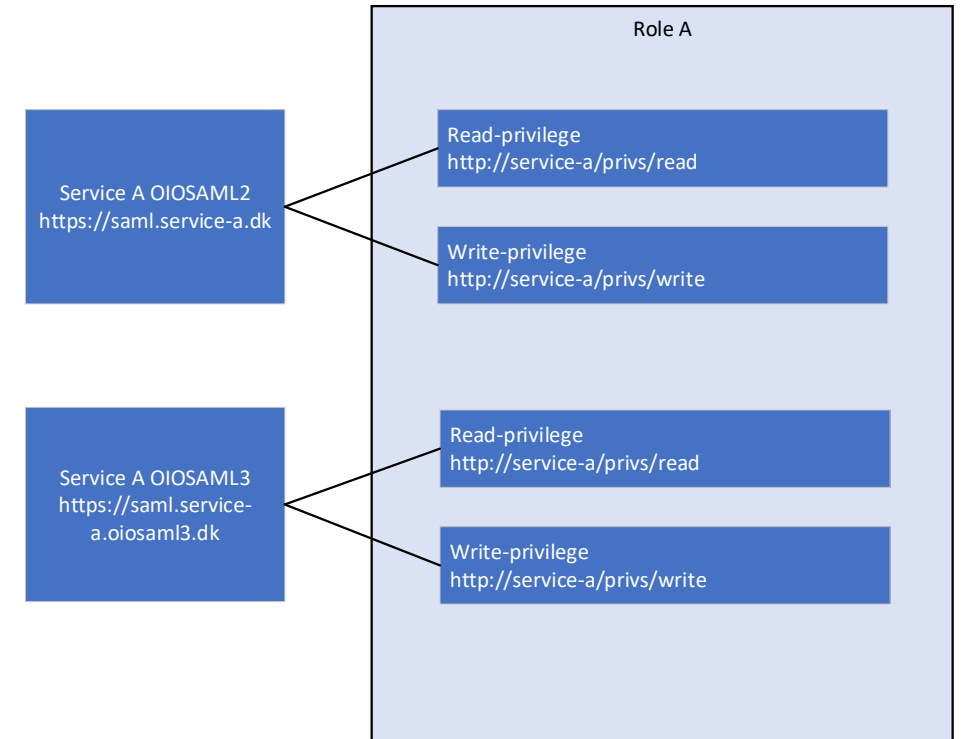 Role A
Service A OIOSAML2
https://saml.service-a.dk
Read-privilege
http://service-a/privs/read
Write-privilege
http://service-a/privs/write
Service A OIOSAML3
https://saml.service-
a.oiosaml3.dk
Read-privilege
http://service-a/privs/read
Write-privilege
http://service-a/privs/write